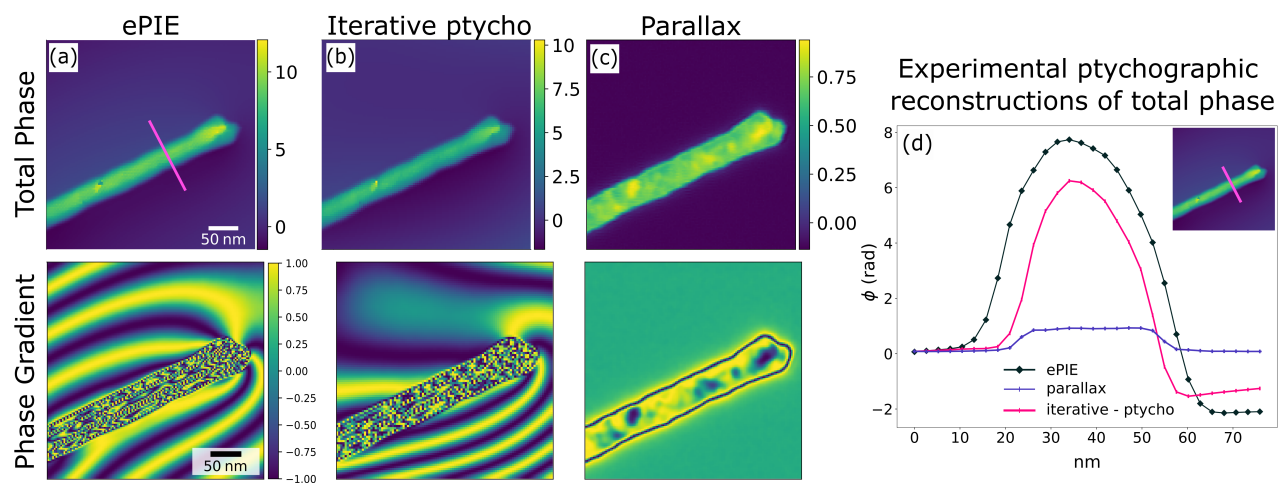 ePIE
Iterative ptycho
Parallax
Total Phase
(a)
50 nm
10
5
0
(b)
10.0
7.5
5.0
2.5
0
(c)
0.75
0.50
0.25
0.00
Phase Gradient
50 nm
1.00
0.75
0.50
0.25
0.00
−0.25
−0.50
−0.75
−1.00
Experimental ptychographic
reconstructions of total phase
(d)
8
6
4
2
0
−2
ϕ (rad)
ePIE
parallax
iterative - ptycho
0
10
20
30
40
50
60
70
nm